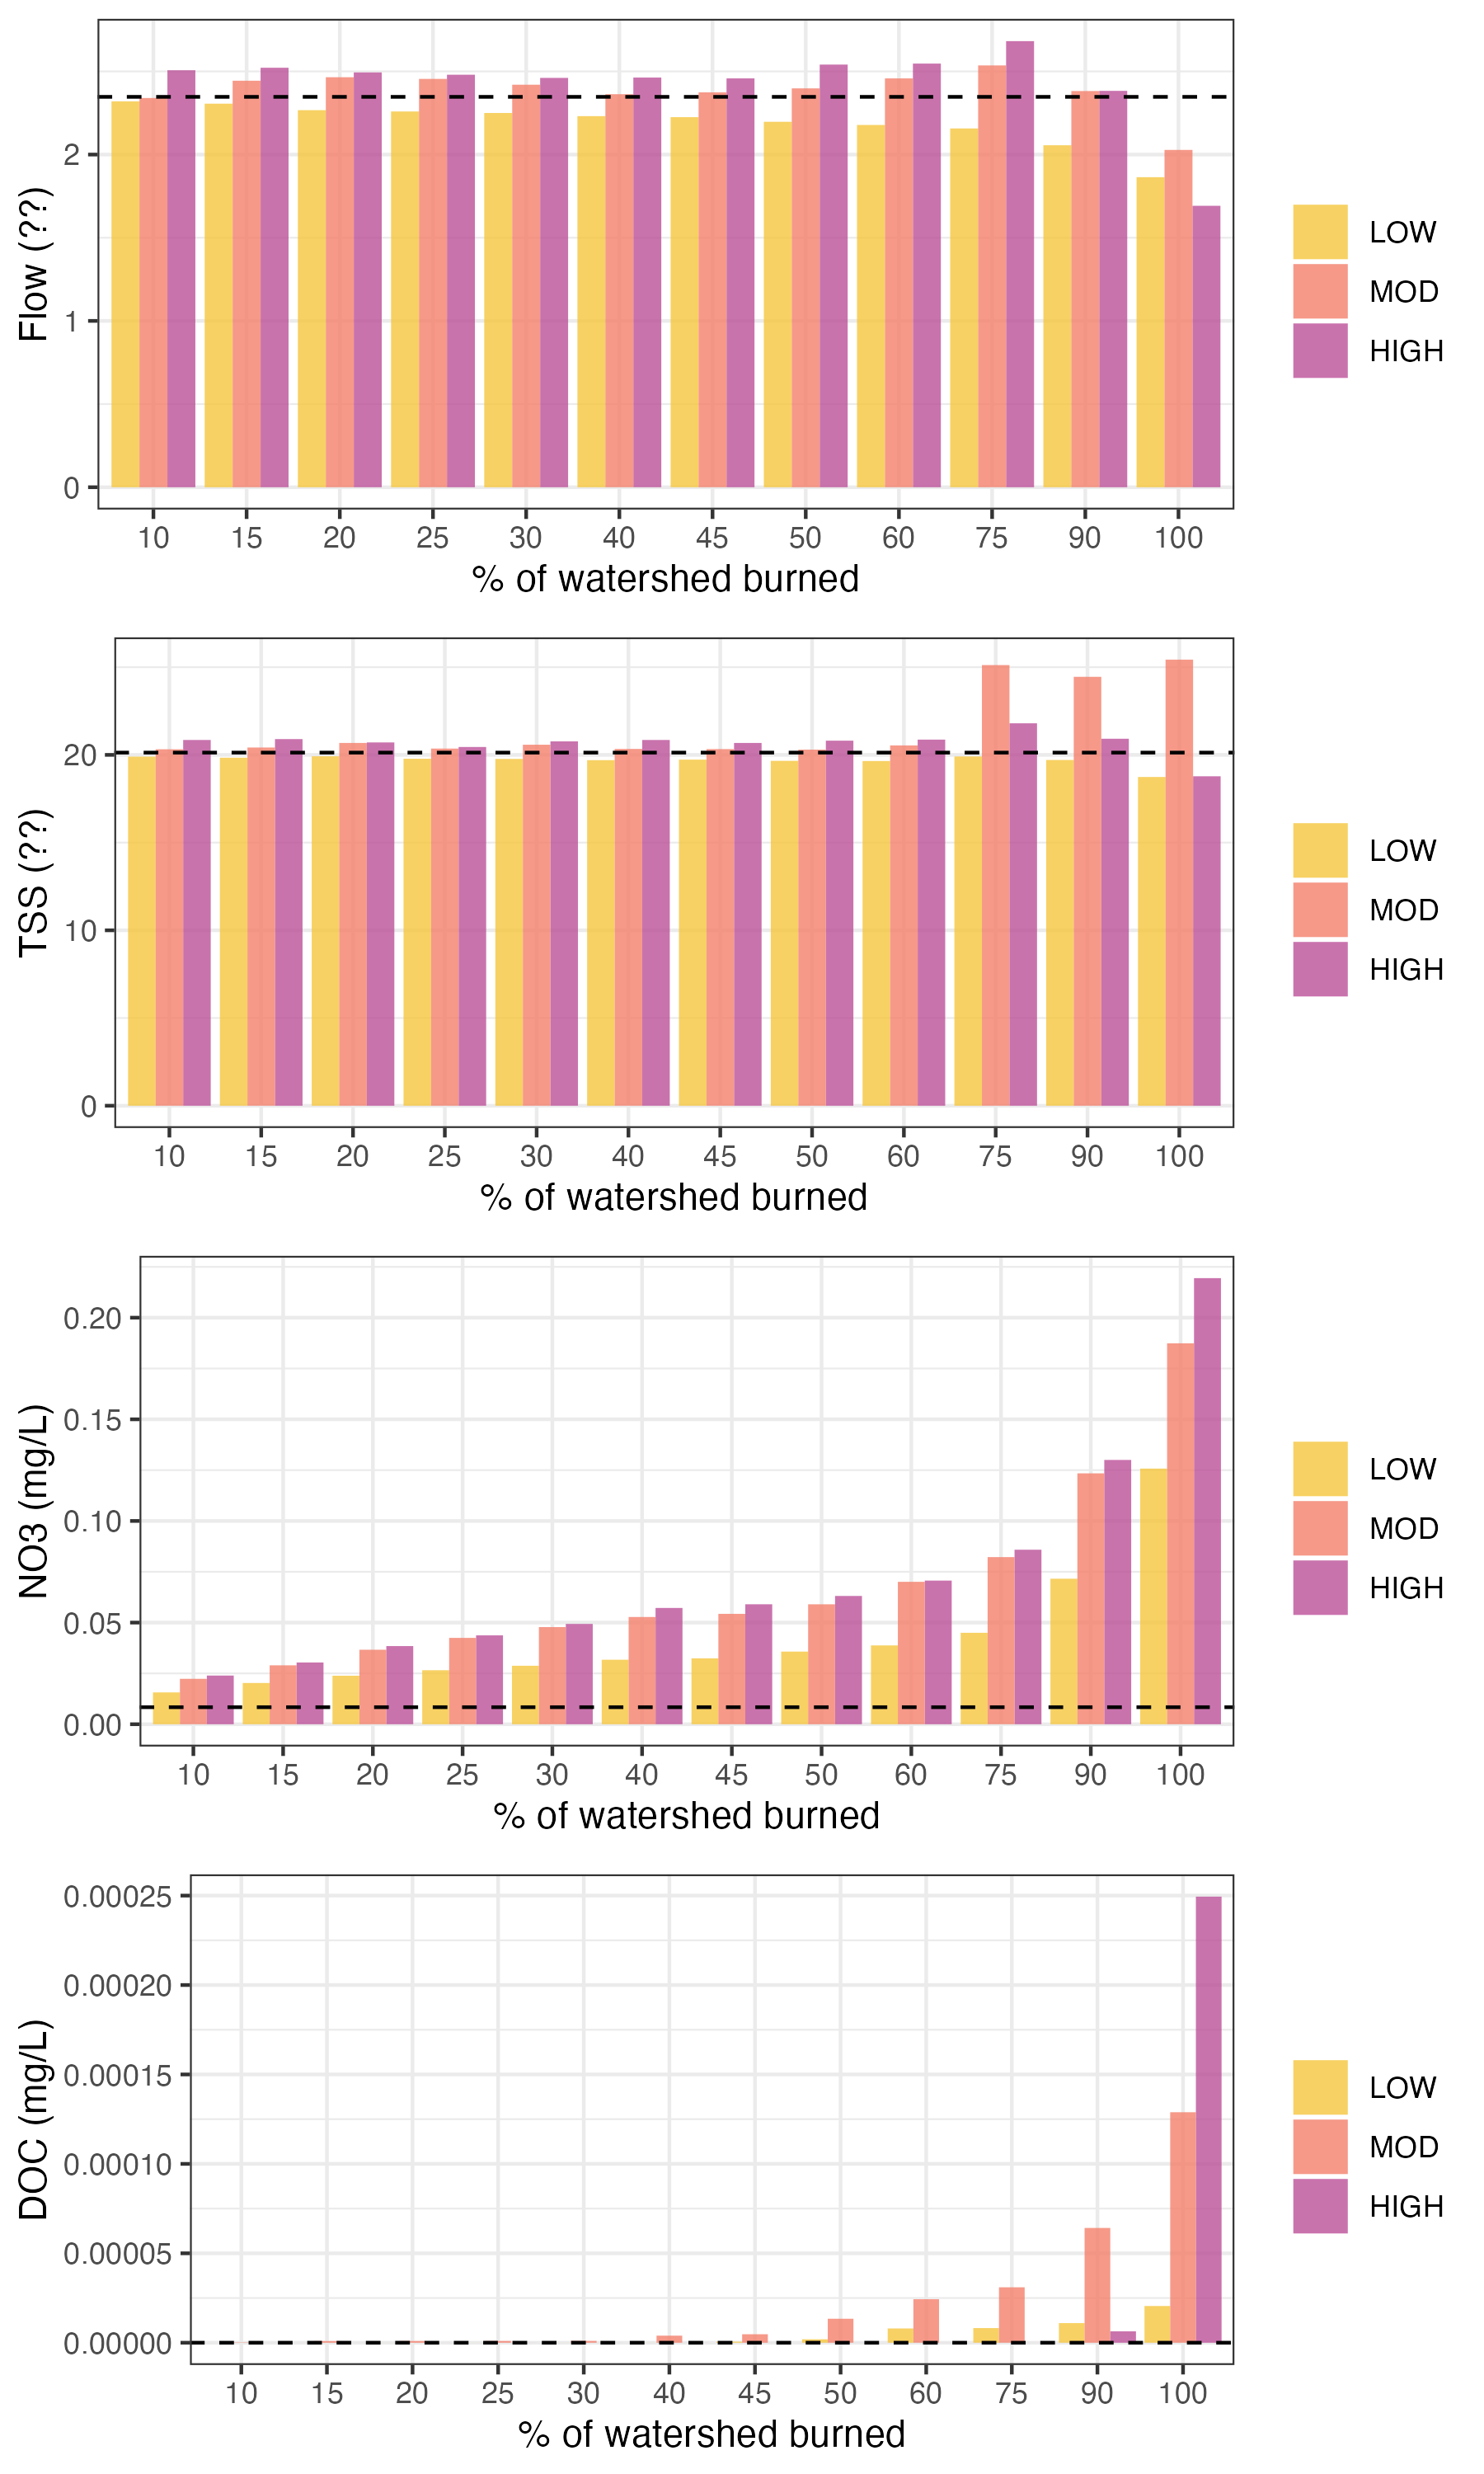 Flow (??)
2
1
0
10 15 20 25 30 40 45 50 60 75 90 100
% of watershed burned
LOW
MOD
HIGH
TSS (??)
20
10
0
10 15 20 25 30 40 45 50 60 75 90 100
% of watershed burned
LOW
MOD
HIGH
NO3 (mg/L)
0.20
0.15
0.10
0.05
0.00
10 15 20 25 30 40 45 50 60 75 90 100
% of watershed burned
LOW
MOD
HIGH
DOC (mg/L)
0.00025
0.00020
0.00015
0.00010
0.00005
0.00000
10 15 20 25 30 40 45 50 60 75 90 100
% of watershed burned
LOW
MOD
HIGH